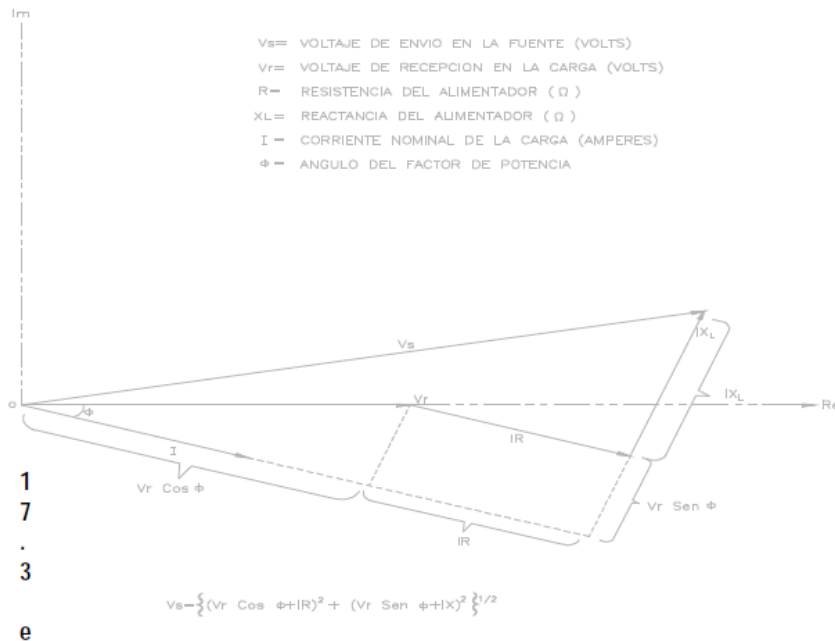 Im
Vs= VOLTAJE DE ENVIO EN LA FUENTE (VOLTS)
Vr= VOLTAJE DE RECEPCION EN LA CARGA (VOLTS)
R- RESISTENCIA DEL ALIMENTADOR (Ω)
XL= REACTANCIA DEL ALIMENTADOR (Ω)
I - CORRIENTE NOMINAL DE LA CARGA (AMPERES)
Φ- ANGULO DEL FACTOR DE POTENCIA
Vs
IXL
IXL
o
Φ
Vr
Re
I
IR
Vr Cos Φ
Vr Sen Φ
IR
1
7
.
3
e
Vs-{(Vr Cos Φ+IR)² + (Vr Sen Φ+IX)²}^1/2